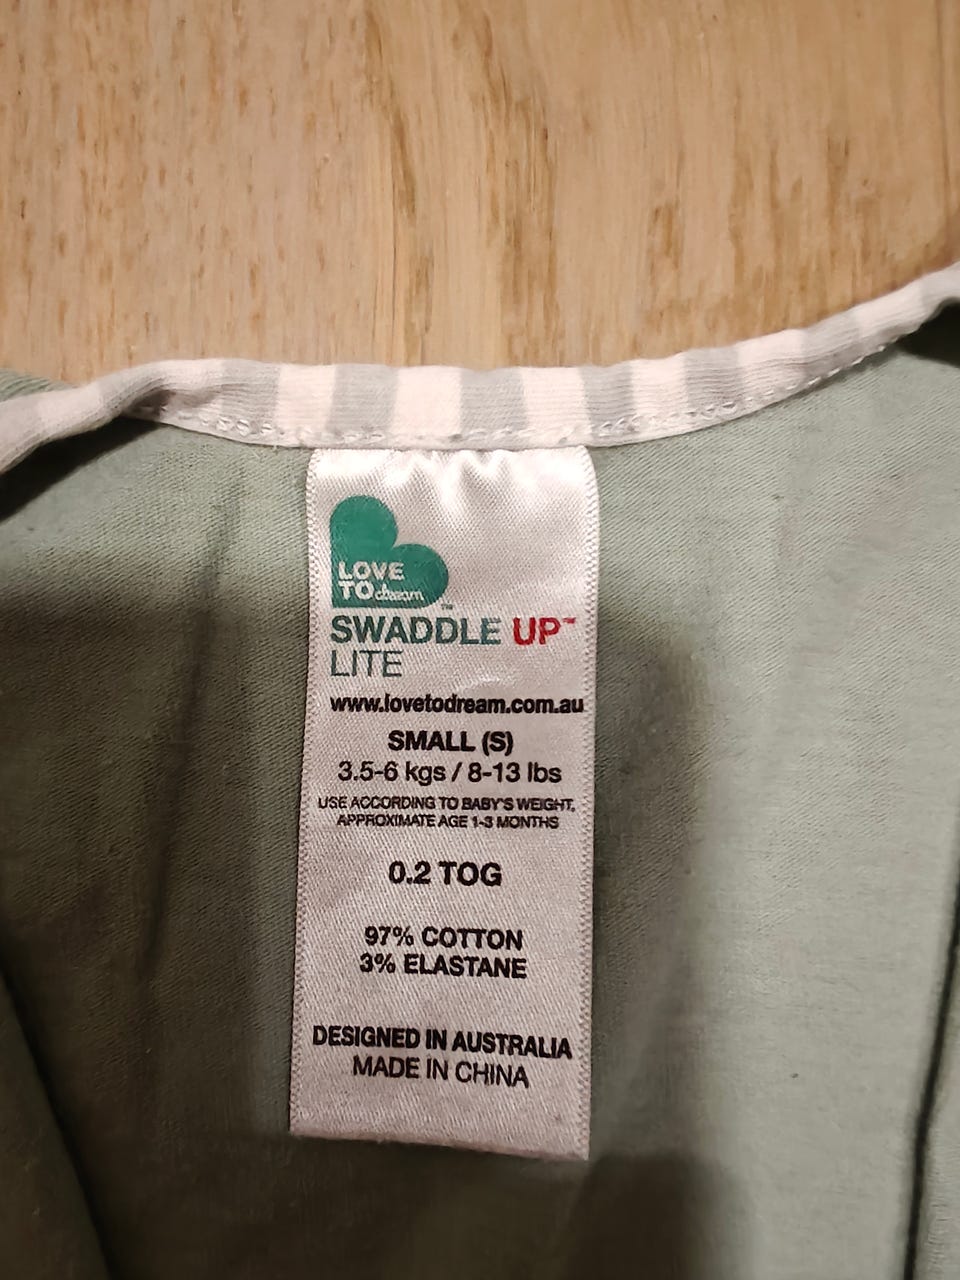 LOVE
TO dream™
SWADDLE UP™
LITE
www.lovetodream.com.au
SMALL (S)
3.5-6 kgs / 8-13 lbs
USE ACCORDING TO BABY'S WEIGHT,
APPROXIMATE AGE 1-3 MONTHS
0.2 TOG
97% COTTON
3% ELASTANE
DESIGNED IN AUSTRALIA
MADE IN CHINA